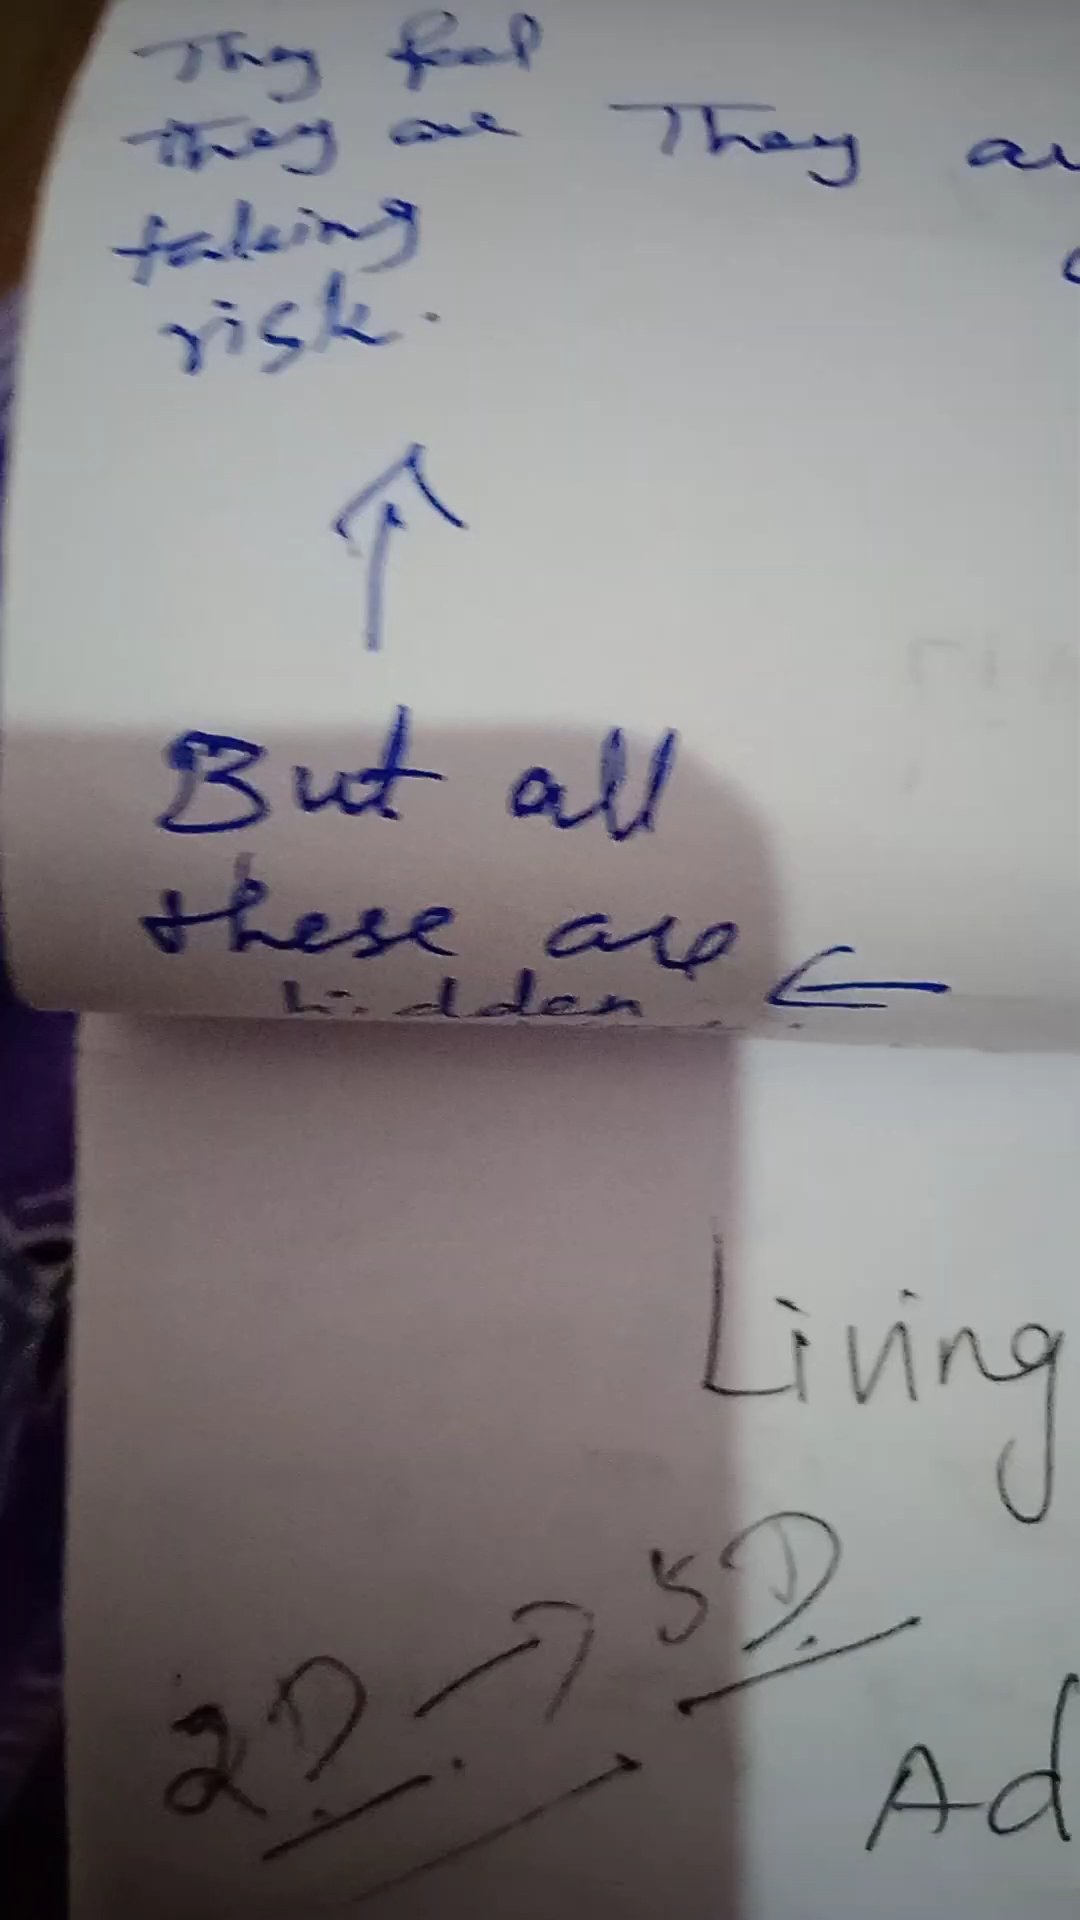 They feel
they are
taking
risk.
They
But all
these are
hidden
Living
2D → 5D
Ad